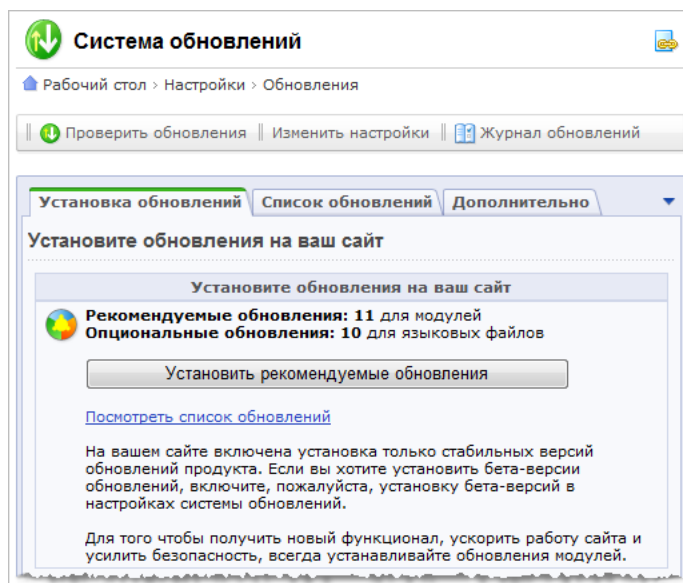 Система обновлений
Рабочий стол › Настройки › Обновления
Проверить обновления Изменить настройки Журнал обновлений
Установка обновлений Список обновлений Дополнительно
Установите обновления на ваш сайт
Установите обновления на ваш сайт
Рекомендуемые обновления: 11 для модулей
Опциональные обновления: 10 для языковых файлов
Установить рекомендуемые обновления
Посмотреть список обновлений
На вашем сайте включена установка только стабильных версий
обновлений продукта. Если вы хотите установить бета-версии
обновлений, включите, пожалуйста, установку бета-версий в
настройках системы обновлений.
Для того чтобы получить новый функционал, ускорить работу сайта и
усилить безопасность, всегда устанавливайте обновления модулей.